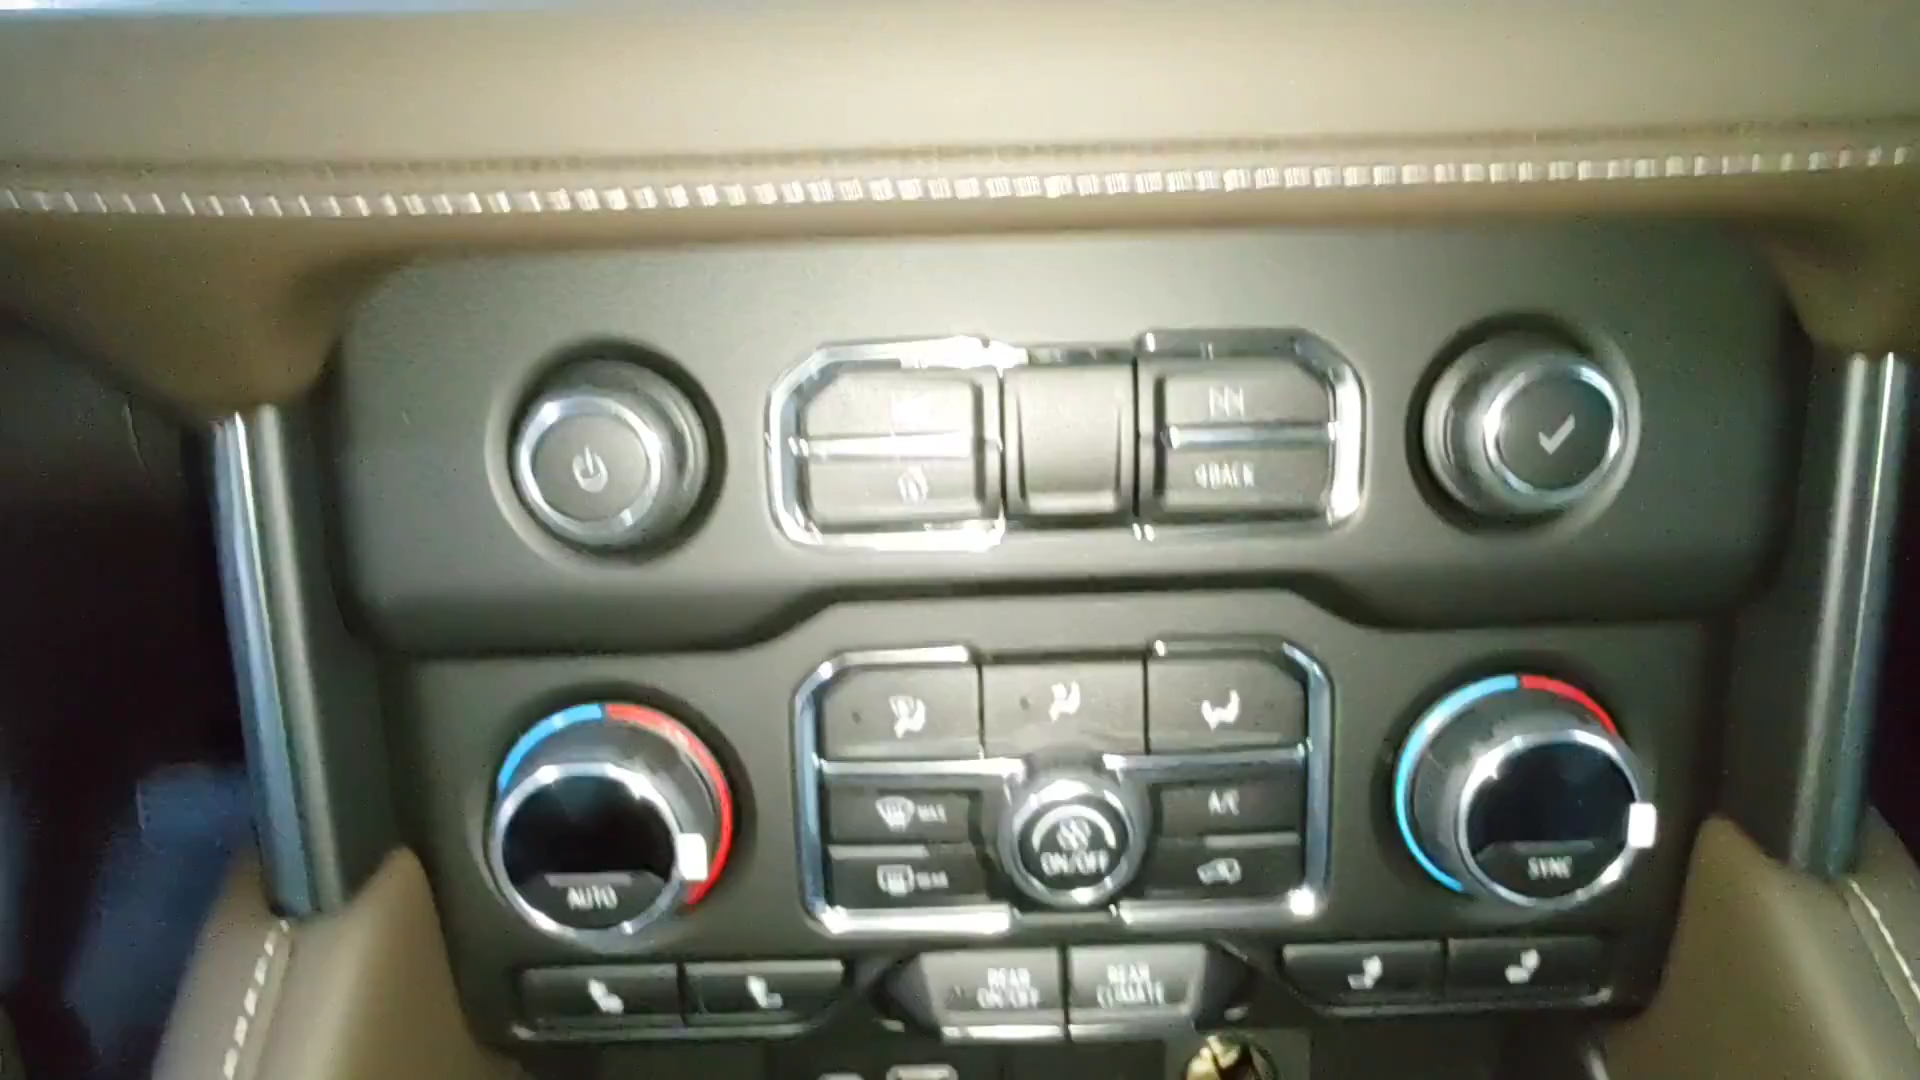 BACK
MAX
A/C
ON/OFF
REAR
AUTO
SYNC
REAR
ON/OFF
REAR
CLIMATE